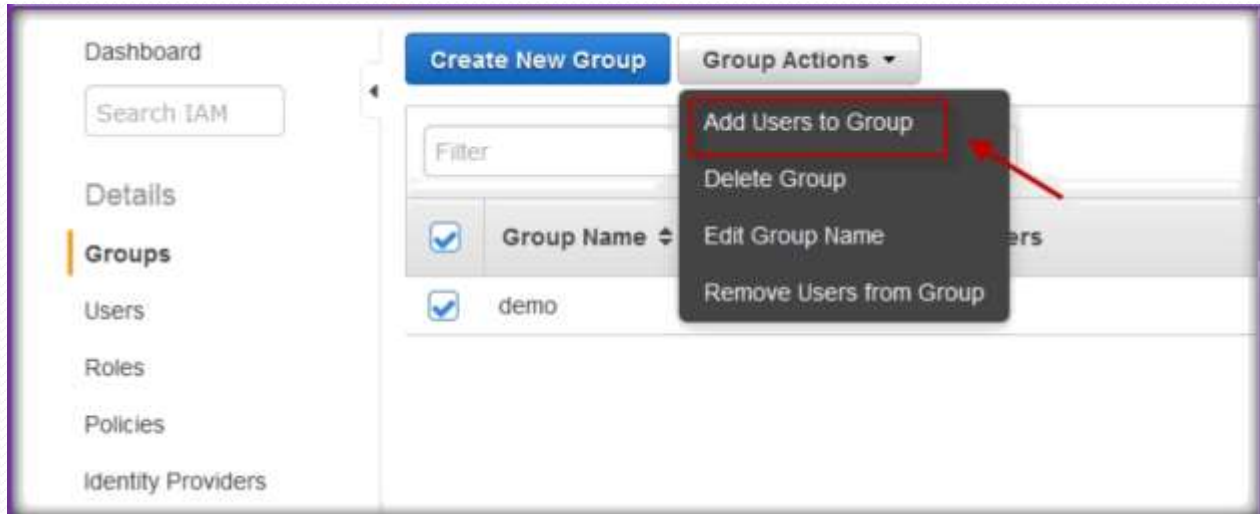 Dashboard
Search IAM
Details
Groups
Users
Roles
Policies
Identity Providers
Create New Group
Group Actions
Add Users to Group
Delete Group
Edit Group Name
Remove Users from Group
Filter
Group Name
demo